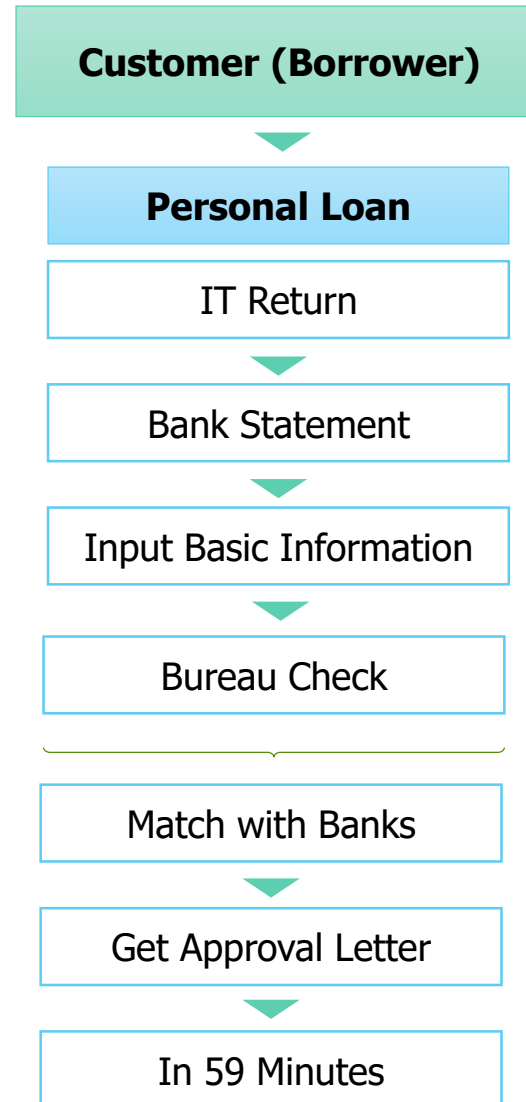 Customer (Borrower)
Personal Loan
IT Return
Bank Statement
Input Basic Information
Bureau Check
Match with Banks
Get Approval Letter
In 59 Minutes